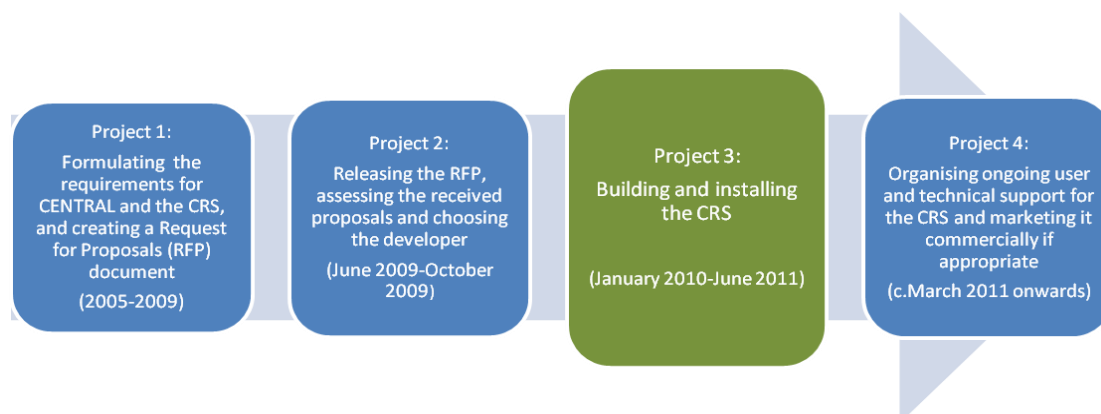 Project 1:
Formulating the
requirements for
CENTRAL and the CRS,
and creating a Request
for Proposals (RFP)
document
(2005-2009)
Project 2:
Releasing the RFP,
assessing the received
proposals and choosing
the developer
(June 2009-October
2009)
Project 3:
Building and installing
the CRS
(January 2010-June 2011)
Project 4:
Organising ongoing user
and technical support for
the CRS and marketing it
commercially if
appropriate
(c.March 2011 onwards)